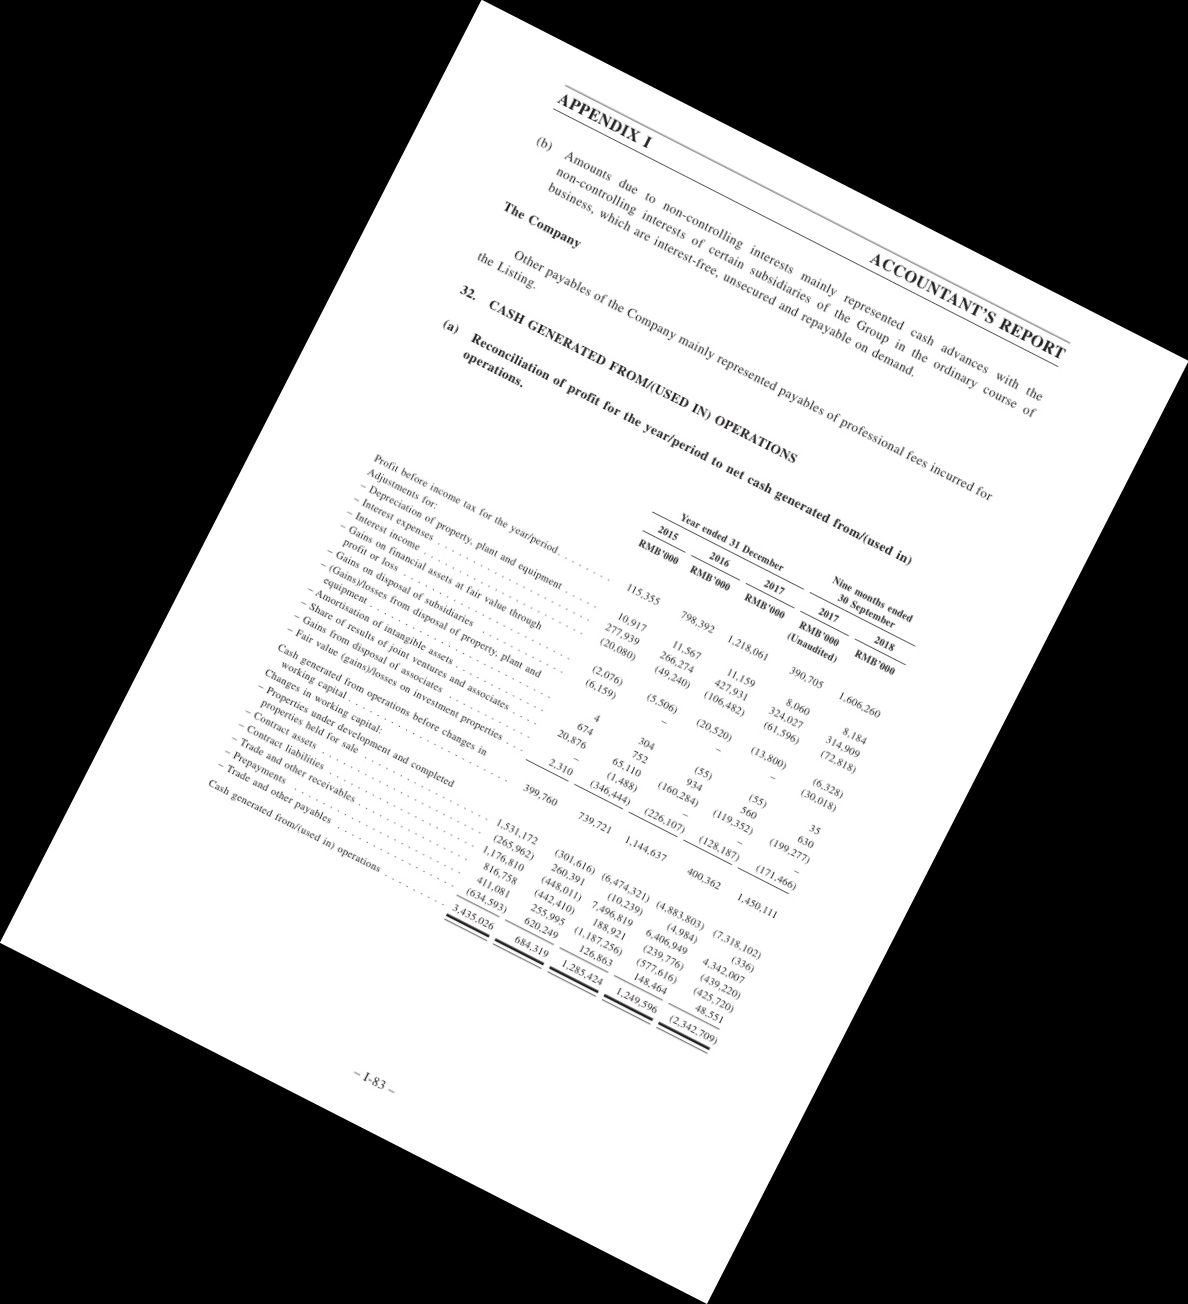 APPENDIX I ACCOUNTANT'S REPORT
(b) Amounts due to non-controlling interests mainly represented cash advances with the
non-controlling interests of certain subsidiaries of the Group in the ordinary course of
business, which are interest-free, unsecured and repayable on demand.
The Company
Other payables of the Company mainly represented payables of professional fees incurred for
the Listing.
32. CASH GENERATED FROM/(USED IN) OPERATIONS
(a) Reconciliation of profit for the year/period to net cash generated from/(used in)
operations.
Year ended 31 December Nine months ended
30 September
2015 2016 2017 2017 2018
RMB'000 RMB'000 RMB'000 RMB'000 RMB'000
(Unaudited)
Profit before income tax for the year/period. 115,355 798,392 1,218,061 390,705 1,606,260
Adjustments for:
– Depreciation of property, plant and equipment 10,917 11,567 11,159 8,060 8,184
– Interest expenses 277,939 266,274 427,931 324,027 314,909
– Interest income (20,080) (49,240) (106,482) (61,596) (72,818)
– Gains on financial assets at fair value through
profit or loss (2,076) (5,506) (20,520) (13,800) (6,328)
– Gains on disposal of subsidiaries (6,159) – – – (30,018)
– (Gains)/losses from disposal of property, plant and
equipment 4 304 (55) (55) 35
– Amortisation of intangible assets 674 752 934 560 630
– Share of results of joint ventures and associates 20,876 65,110 (160,284) (119,352) (199,277)
– Gains from disposal of associates – (1,488) – – –
– Fair value (gains)/losses on investment properties 2,310 (346,444) (226,107) (128,187) (171,466)
Cash generated from operations before changes in
working capital 399,760 739,721 1,144,637 400,362 1,450,111
Changes in working capital:
– Properties under development and completed
properties held for sale 1,531,172 (301,616) (6,474,321) (4,883,803) (7,318,102)
– Contract assets (265,962) 260,391 (10,239) (4,984) (336)
– Contract liabilities 1,176,810 (448,011) 7,496,819 6,406,949 4,342,007
– Trade and other receivables 816,758 (442,410) 188,921 (239,776) (439,220)
– Prepayments 411,081 255,995 (1,187,256) (577,616) (425,720)
– Trade and other payables (634,593) 620,249 126,863 148,464 48,551
Cash generated from/(used in) operations 3,435,026 684,319 1,285,424 1,249,596 (2,342,709)
– I-83 –